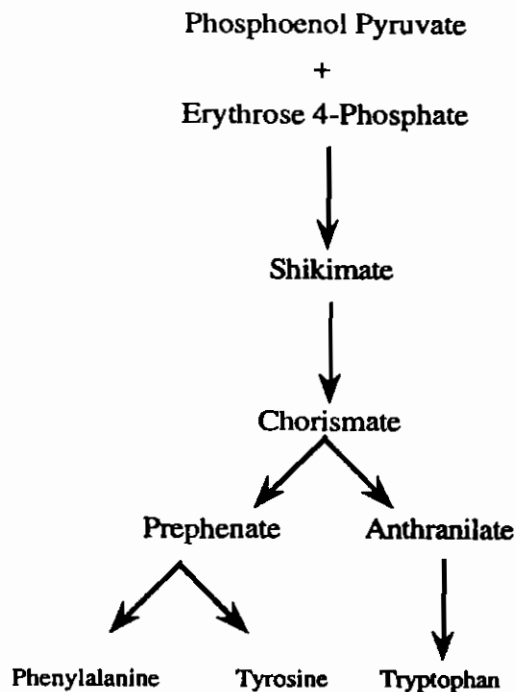 Phosphoenol Pyruvate
+
Erythrose 4-Phosphate
Shikimate
Chorismate
Prephenate Anthranilate
Phenylalanine Tyrosine Tryptophan